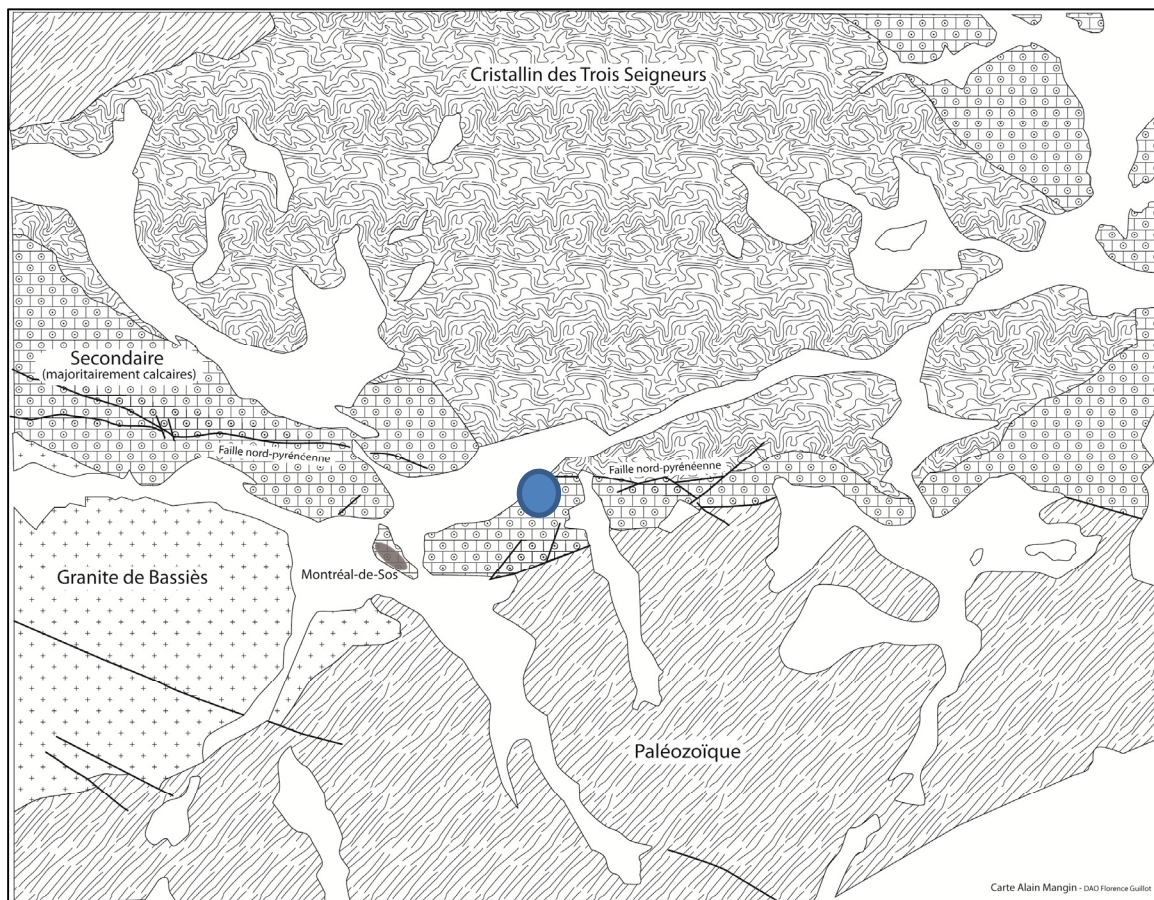 Cristallin des Trois Seigneurs
Secondaire
(majoritairement calcaires)
Faille nord-pyrénéenne
Faille nord-pyrénéenne
Granite de Bassiès
Montréal-de-Sos
Paléozoïque
Carte Alain Mangin - DAO Florence Guillot